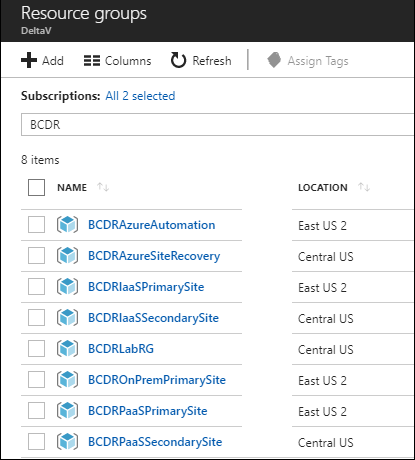 Resource groups
DeltaV
Add Columns Refresh Assign Tags
Subscriptions: All 2 selected
BCDR
8 items
NAME LOCATION
BCDRAzureAutomation East US 2
BCDRAzureSiteRecovery Central US
BCDRIaaSPrimarySite East US 2
BCDRIaaSSecondarySite Central US
BCDRLabRG Central US
BCDROnPremPrimarySite East US 2
BCDRPaaSPrimarySite East US 2
BCDRPaaSSecondarySite Central US